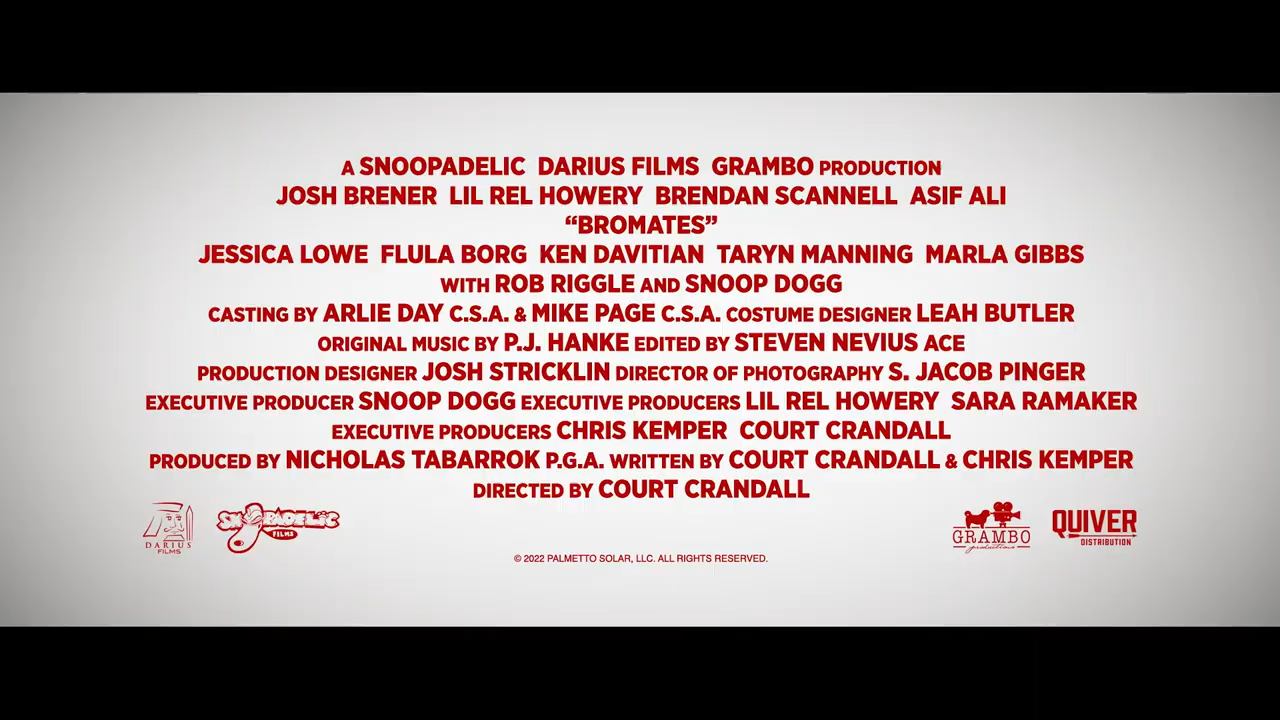 A SNOOPADELIC DARIUS FILMS GRAMBO PRODUCTION
JOSH BRENER LIL REL HOWERY BRENDAN SCANNELL ASIF ALI
“BROMATES”
JESSICA LOWE FLULA BORG KEN DAVITIAN TARYN MANNING MARLA GIBBS
WITH ROB RIGGLE AND SNOOP DOGG
CASTING BY ARLIE DAY C.S.A. & MIKE PAGE C.S.A. COSTUME DESIGNER LEAH BUTLER
ORIGINAL MUSIC BY P.J. HANKE EDITED BY STEVEN NEVIUS ACE
PRODUCTION DESIGNER JOSH STRICKLIN DIRECTOR OF PHOTOGRAPHY S. JACOB PINGER
EXECUTIVE PRODUCER SNOOP DOGG EXECUTIVE PRODUCERS LIL REL HOWERY SARA RAMAKER
EXECUTIVE PRODUCERS CHRIS KEMPER COURT CRANDALL
PRODUCED BY NICHOLAS TABARROK P.G.A. WRITTEN BY COURT CRANDALL & CHRIS KEMPER
DIRECTED BY COURT CRANDALL
DARIUS
FILMS
SNOOPADELIC
FILMS
GRAMBO
productions
QUIVER
DISTRIBUTION
© 2022 PALMETTO SOLAR, LLC. ALL RIGHTS RESERVED.